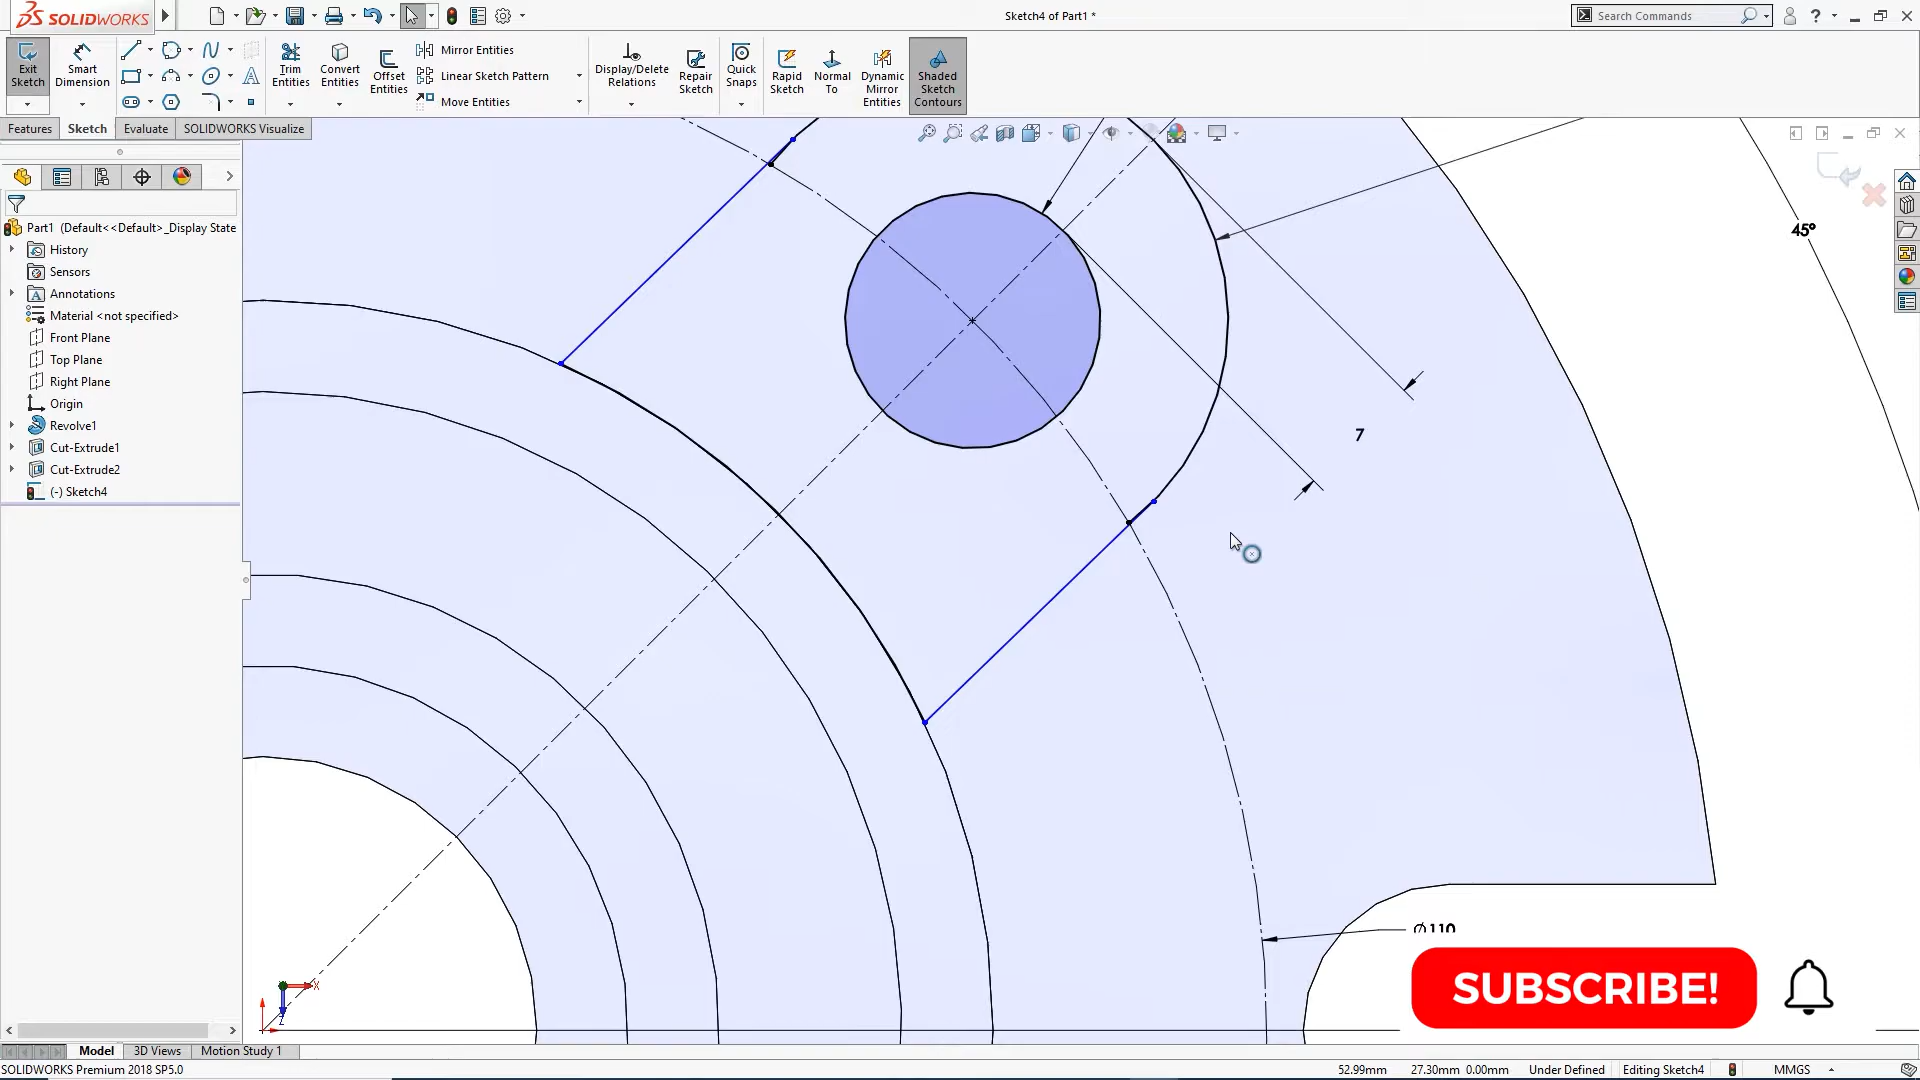 SOLIDWORKS
Sketch4 of Part1 *
Search Commands
Exit Sketch
Smart Dimension
Trim Entities
Convert Entities
Offset Entities
Mirror Entities
Linear Sketch Pattern
Move Entities
Display/Delete Relations
Repair Sketch
Quick Snaps
Rapid Sketch
Normal To
Dynamic Mirror Entities
Shaded Sketch Contours
Features
Sketch
Evaluate
SOLIDWORKS Visualize
Part1 (Default<<Default>_Display State
History
Sensors
Annotations
Material <not specified>
Front Plane
Top Plane
Right Plane
Origin
Revolve1
Cut-Extrude1
Cut-Extrude2
(-) Sketch4
45°
7
Ø110
X
Z
SUBSCRIBE!
Model
3D Views
Motion Study 1
SOLIDWORKS Premium 2018 SP5.0
52.99mm
27.30mm 0.00mm
Under Defined
Editing Sketch4
MMGS